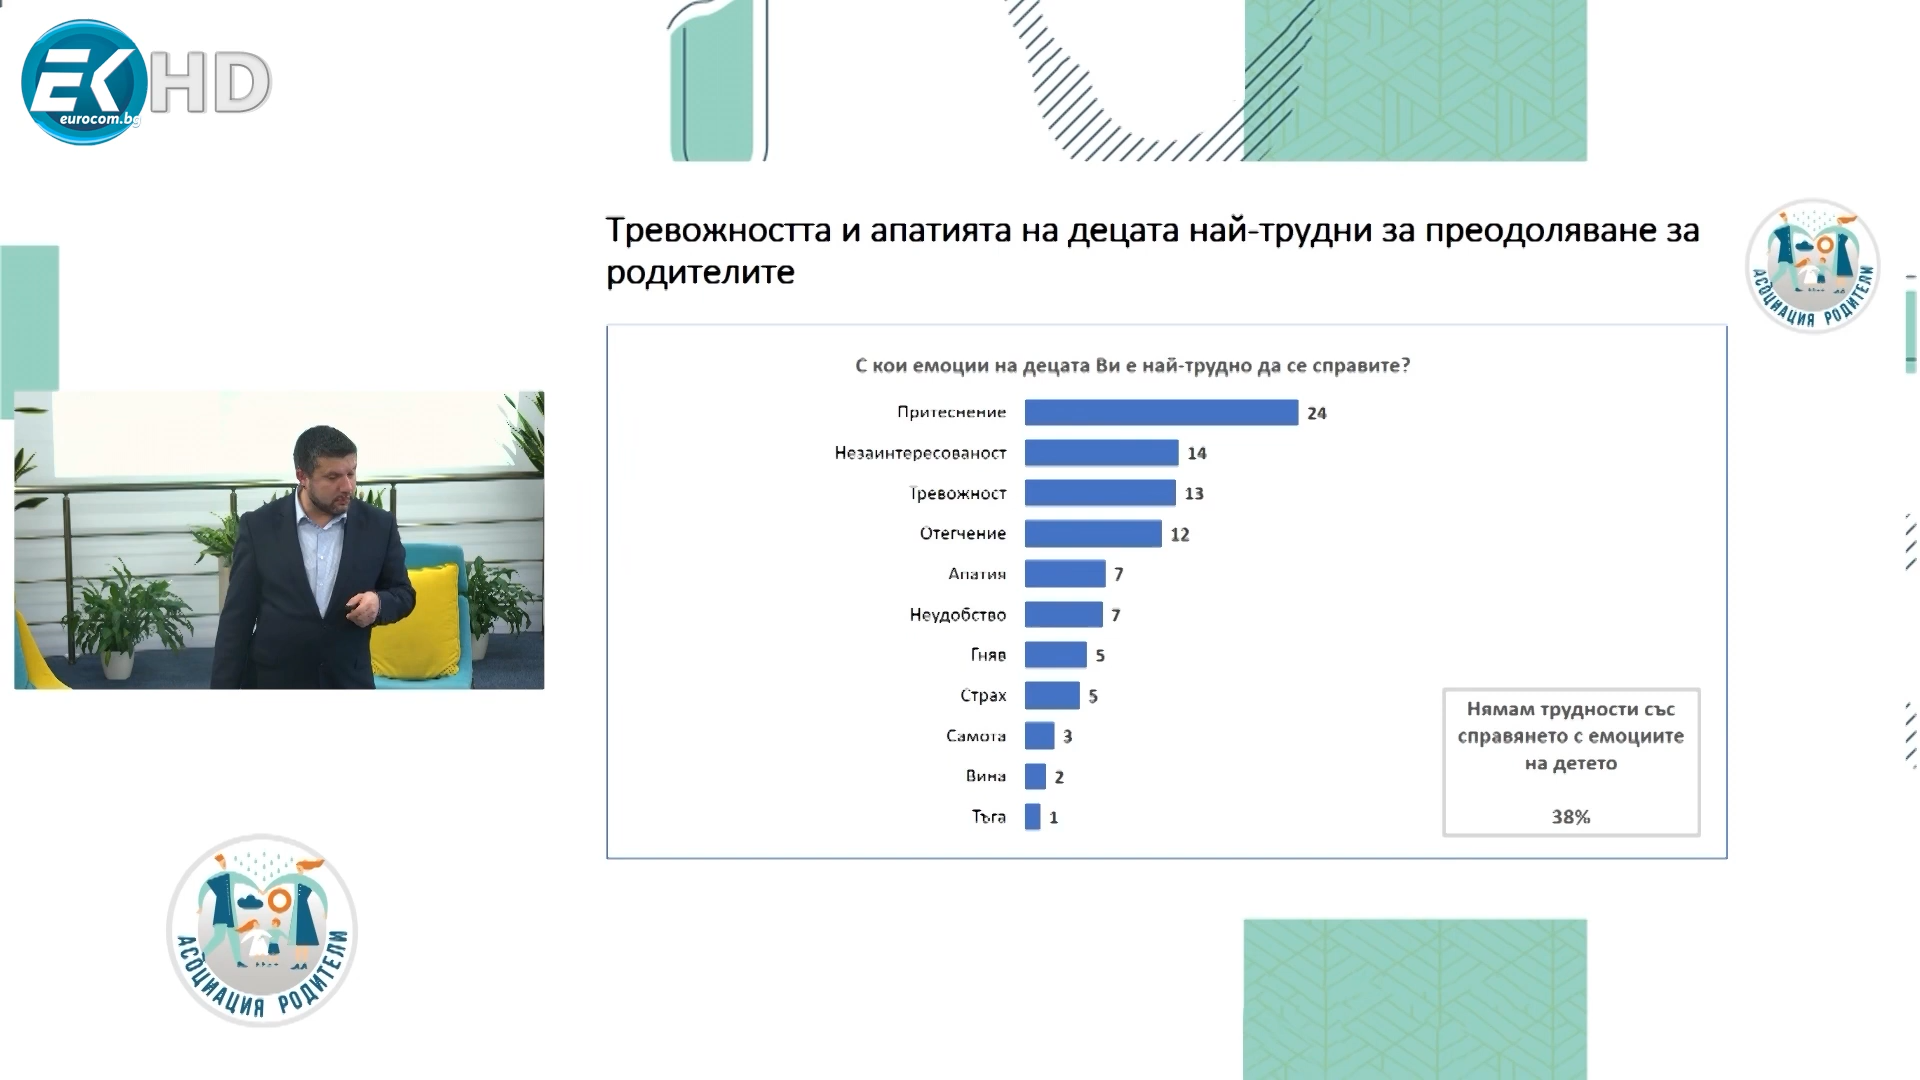 EK HD
eurocom.bg
Тревожността и апатията на децата най-трудни за преодоляване за
родителите
АСОЦИАЦИЯ РОДИТЕЛИ
С кои емоции на децата Ви е най-трудно да се справите?
Притеснение 24
Незаинтересованост 14
Тревожност 13
Отегчение 12
Апатия 7
Неудобство 7
Гняв 5
Страх 5
Самота 3
Вина 2
Тъга 1
Нямам трудности със
справянето с емоциите
на детето
38%
АСОЦИАЦИЯ РОДИТЕЛИ